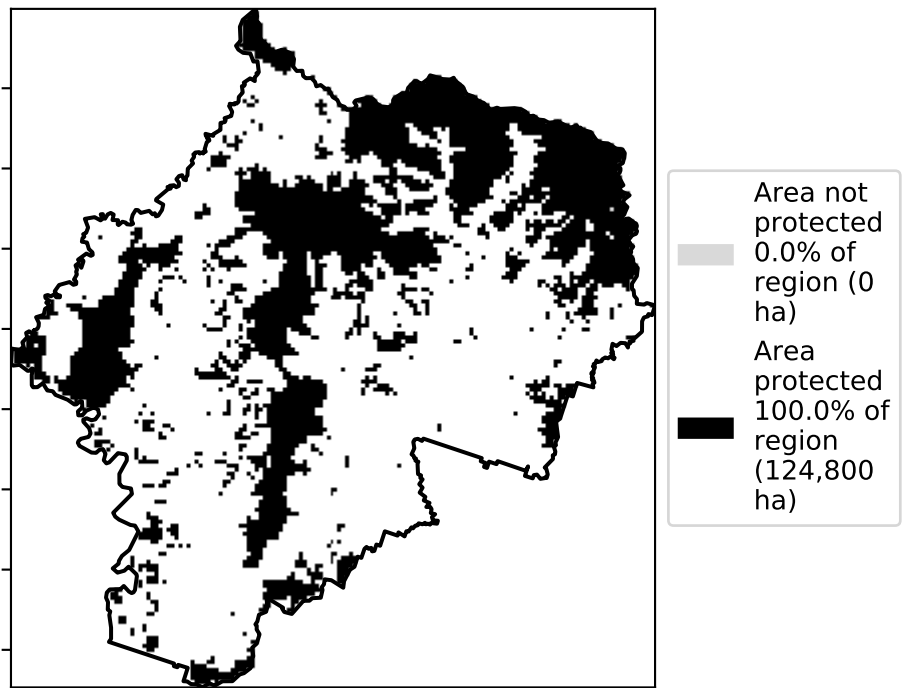 Area not
protected
0.0% of
region (0
ha)
Area
protected
100.0% of
region
(124,800
ha)